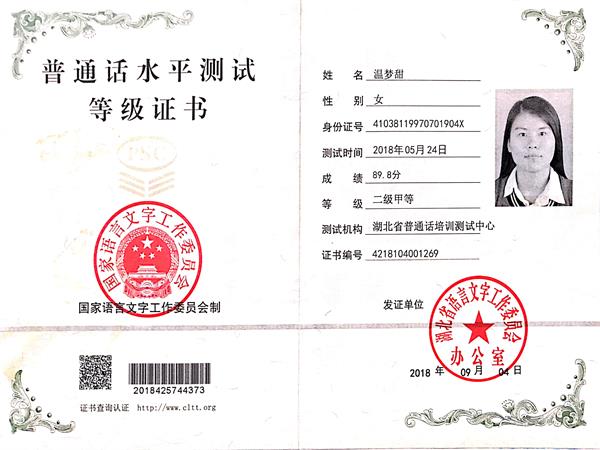 普通话水平测试
等级证书
PSC
国家语言文字工作委员会
国家语言文字工作委员会制
2018425744373
证书查询认证 http://www.cltt.org
姓 名 温梦甜
性 别 女
身份证号 41038119970701904X
测试时间 2018年05月24日
成 绩 89.8分
等 级 二级甲等
测试机构 湖北省普通话培训测试中心
证书编号 4218104001269
发证单位
湖北省语言文字工作委员会
办公室
2018 年 09 月 04 日